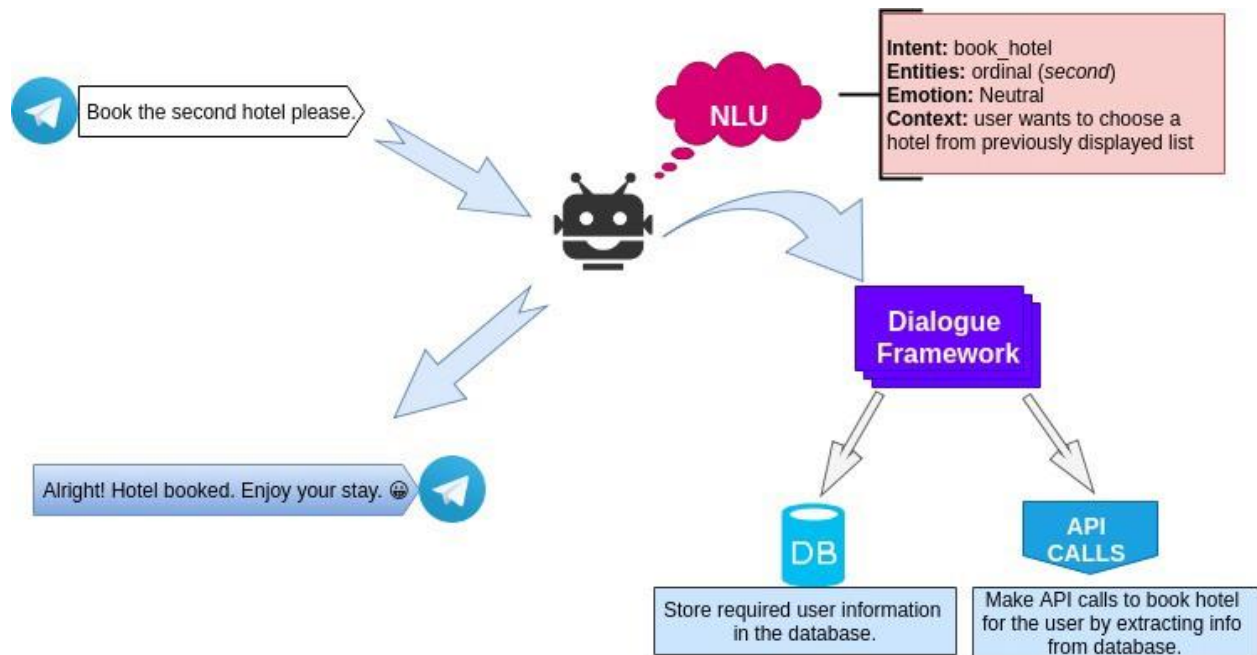 Book the second hotel please.
NLU
Intent: book_hotel
Entities: ordinal (second)
Emotion: Neutral
Context: user wants to choose a
hotel from previously displayed list
Dialogue
Framework
Alright! Hotel booked. Enjoy your stay. 😀
DB
Store required user information
in the database.
API
CALLS
Make API calls to book hotel
for the user by extracting info
from database.